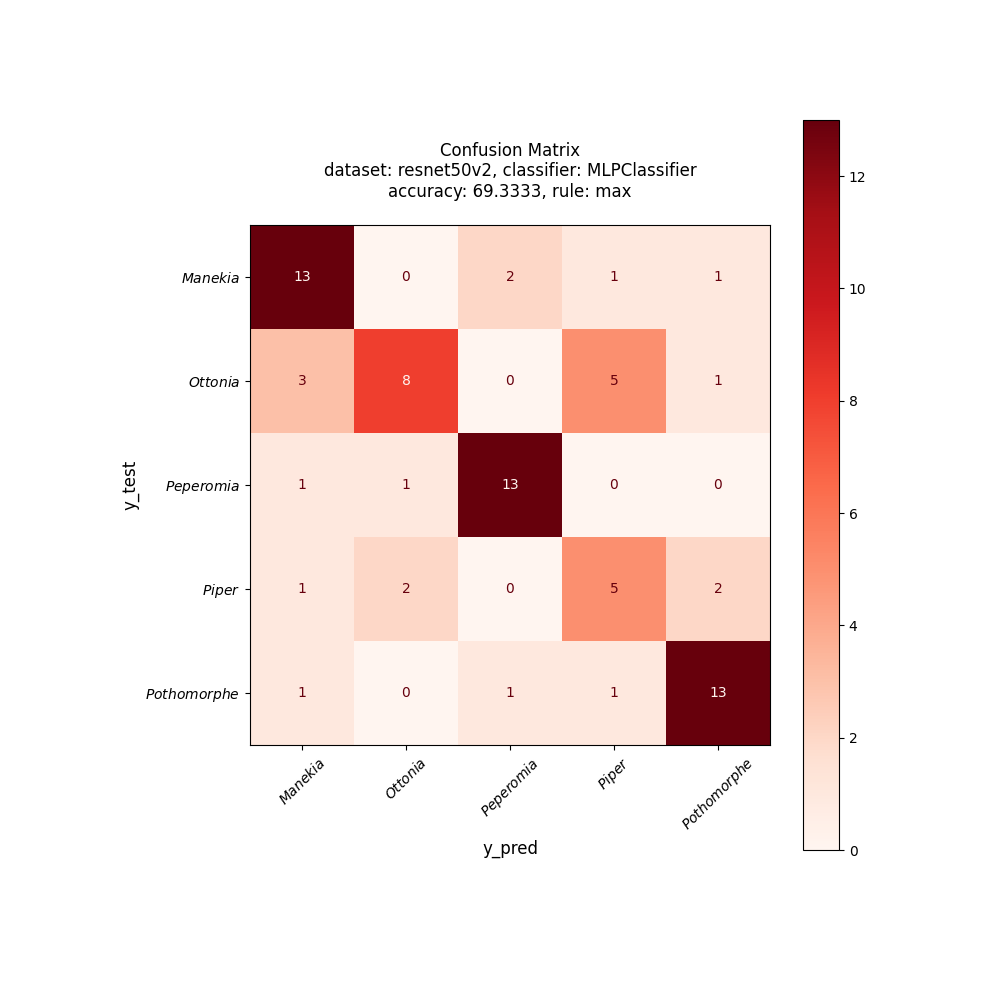 Confusion Matrix
dataset: resnet50v2, classifier: MLPClassifier
accuracy: 69.3333, rule: max
Manekia 13 0 2 1 1
Ottonia 3 8 0 5 1
Peperomia 1 1 13 0 0
Piper 1 2 0 5 2
Pothomorphe 1 0 1 1 13
Manekia Ottonia Peperomia Piper Pothomorphe
y_pred
y_test
12
10
8
6
4
2
0